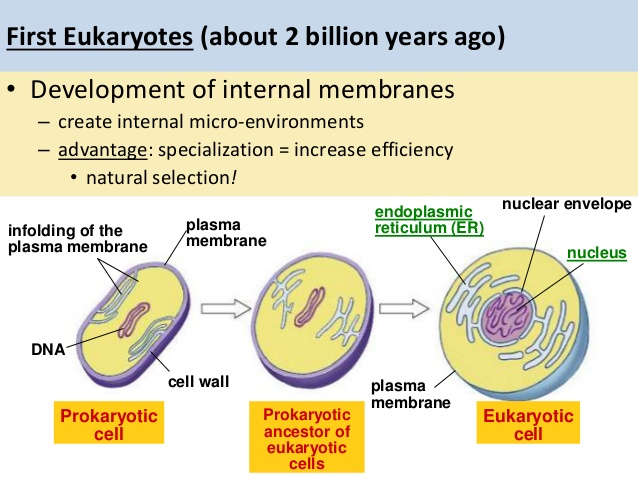 First Eukaryotes (about 2 billion years ago)
• Development of internal membranes
– create internal micro-environments
– advantage: specialization = increase efficiency
• natural selection!
infolding of the
plasma membrane
plasma
membrane
endoplasmic
reticulum (ER)
nuclear envelope
nucleus
DNA
cell wall
plasma
membrane
Prokaryotic
cell
Prokaryotic
ancestor of
eukaryotic
cells
Eukaryotic
cell